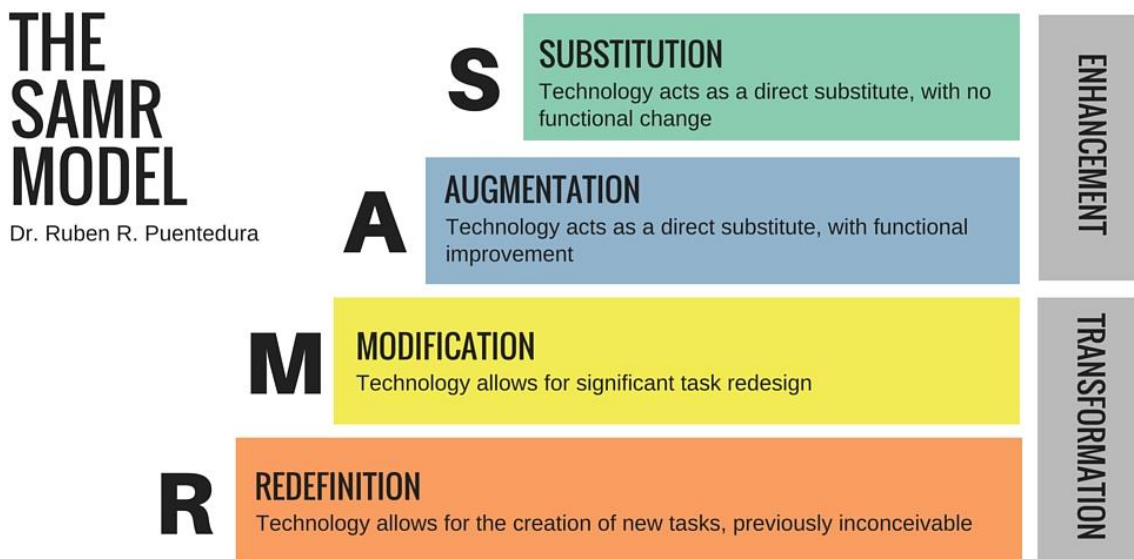 THE
SAMR
MODEL
Dr. Ruben R. Puentedura
S
SUBSTITUTION
Technology acts as a direct substitute, with no
functional change
A
AUGMENTATION
Technology acts as a direct substitute, with functional
improvement
ENHANCEMENT
M
MODIFICATION
Technology allows for significant task redesign
R
REDEFINITION
Technology allows for the creation of new tasks, previously inconceivable
TRANSFORMATION